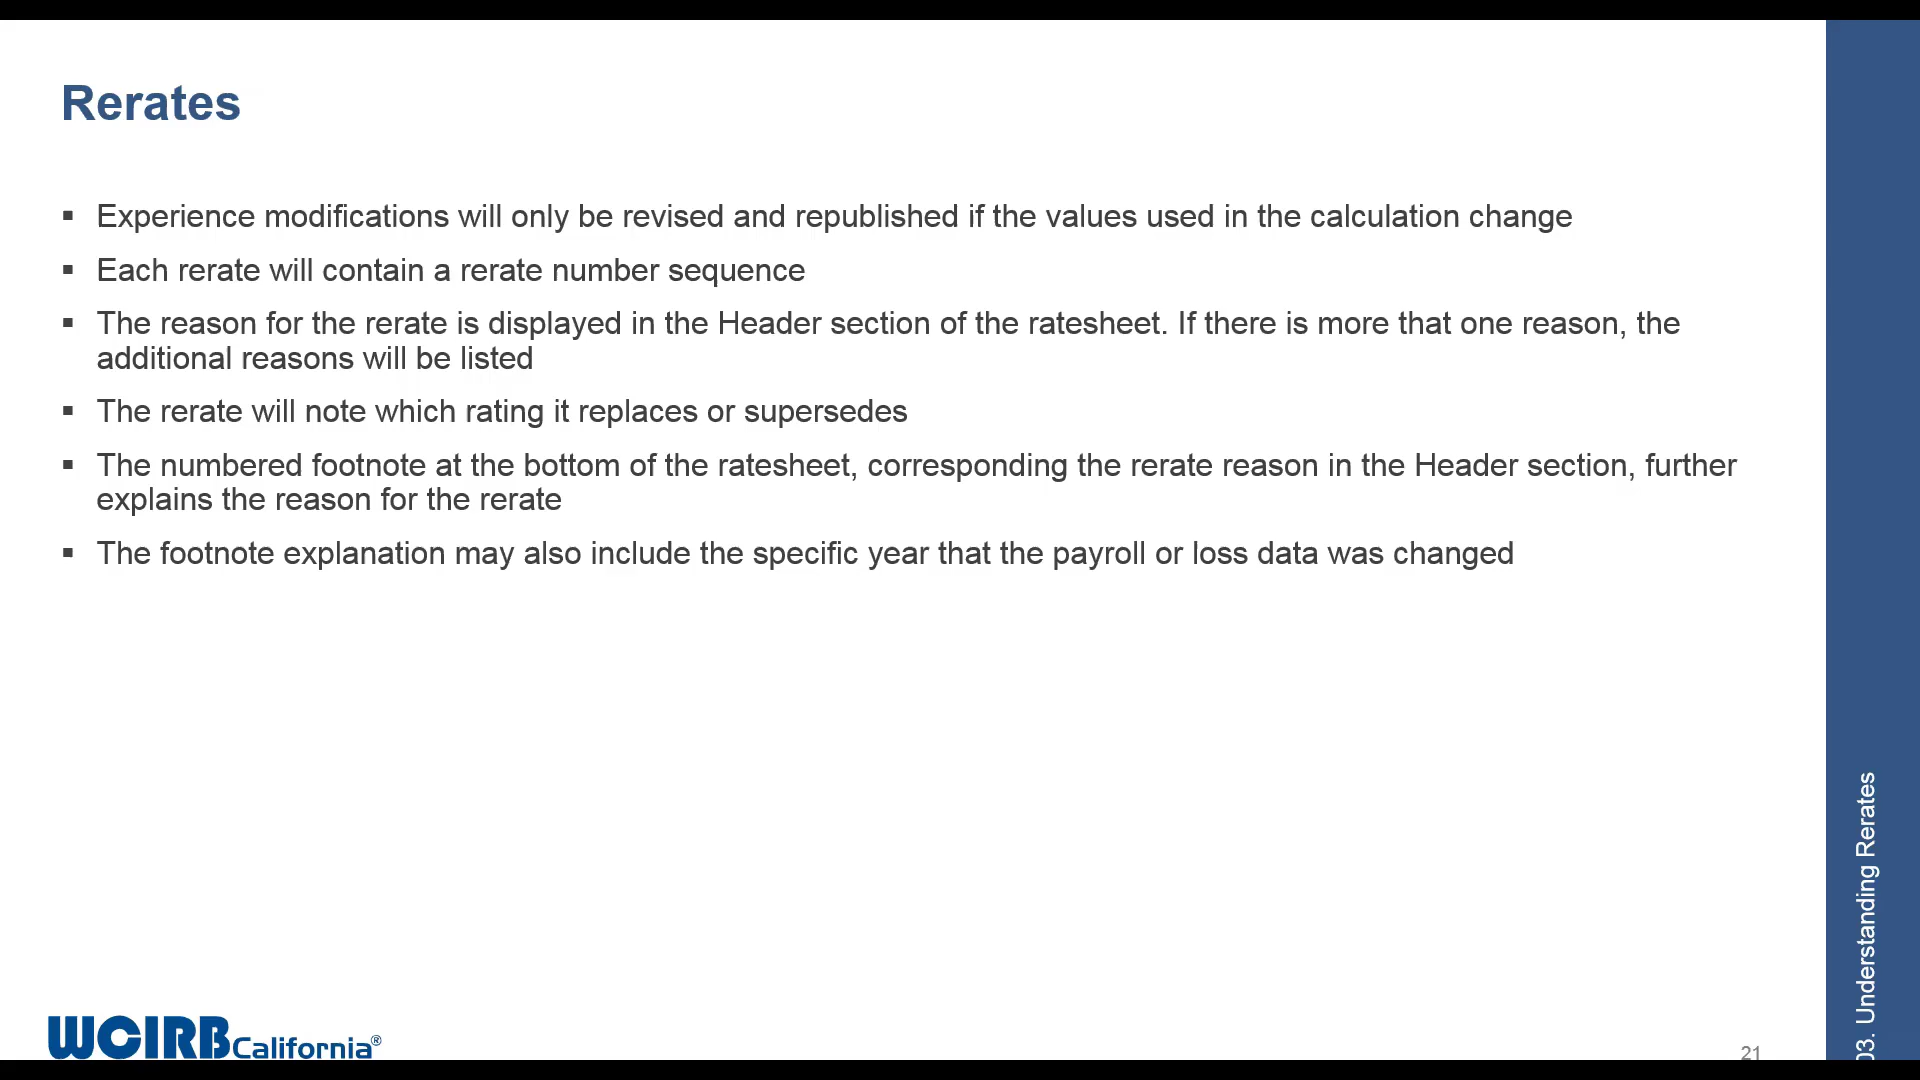 Rerates
▪ Experience modifications will only be revised and republished if the values used in the calculation change
▪ Each rerate will contain a rerate number sequence
▪ The reason for the rerate is displayed in the Header section of the ratesheet. If there is more that one reason, the
additional reasons will be listed
▪ The rerate will note which rating it replaces or supersedes
▪ The numbered footnote at the bottom of the ratesheet, corresponding the rerate reason in the Header section, further
explains the reason for the rerate
▪ The footnote explanation may also include the specific year that the payroll or loss data was changed
03. Understanding Rerates
WCIRBCalifornia®
21